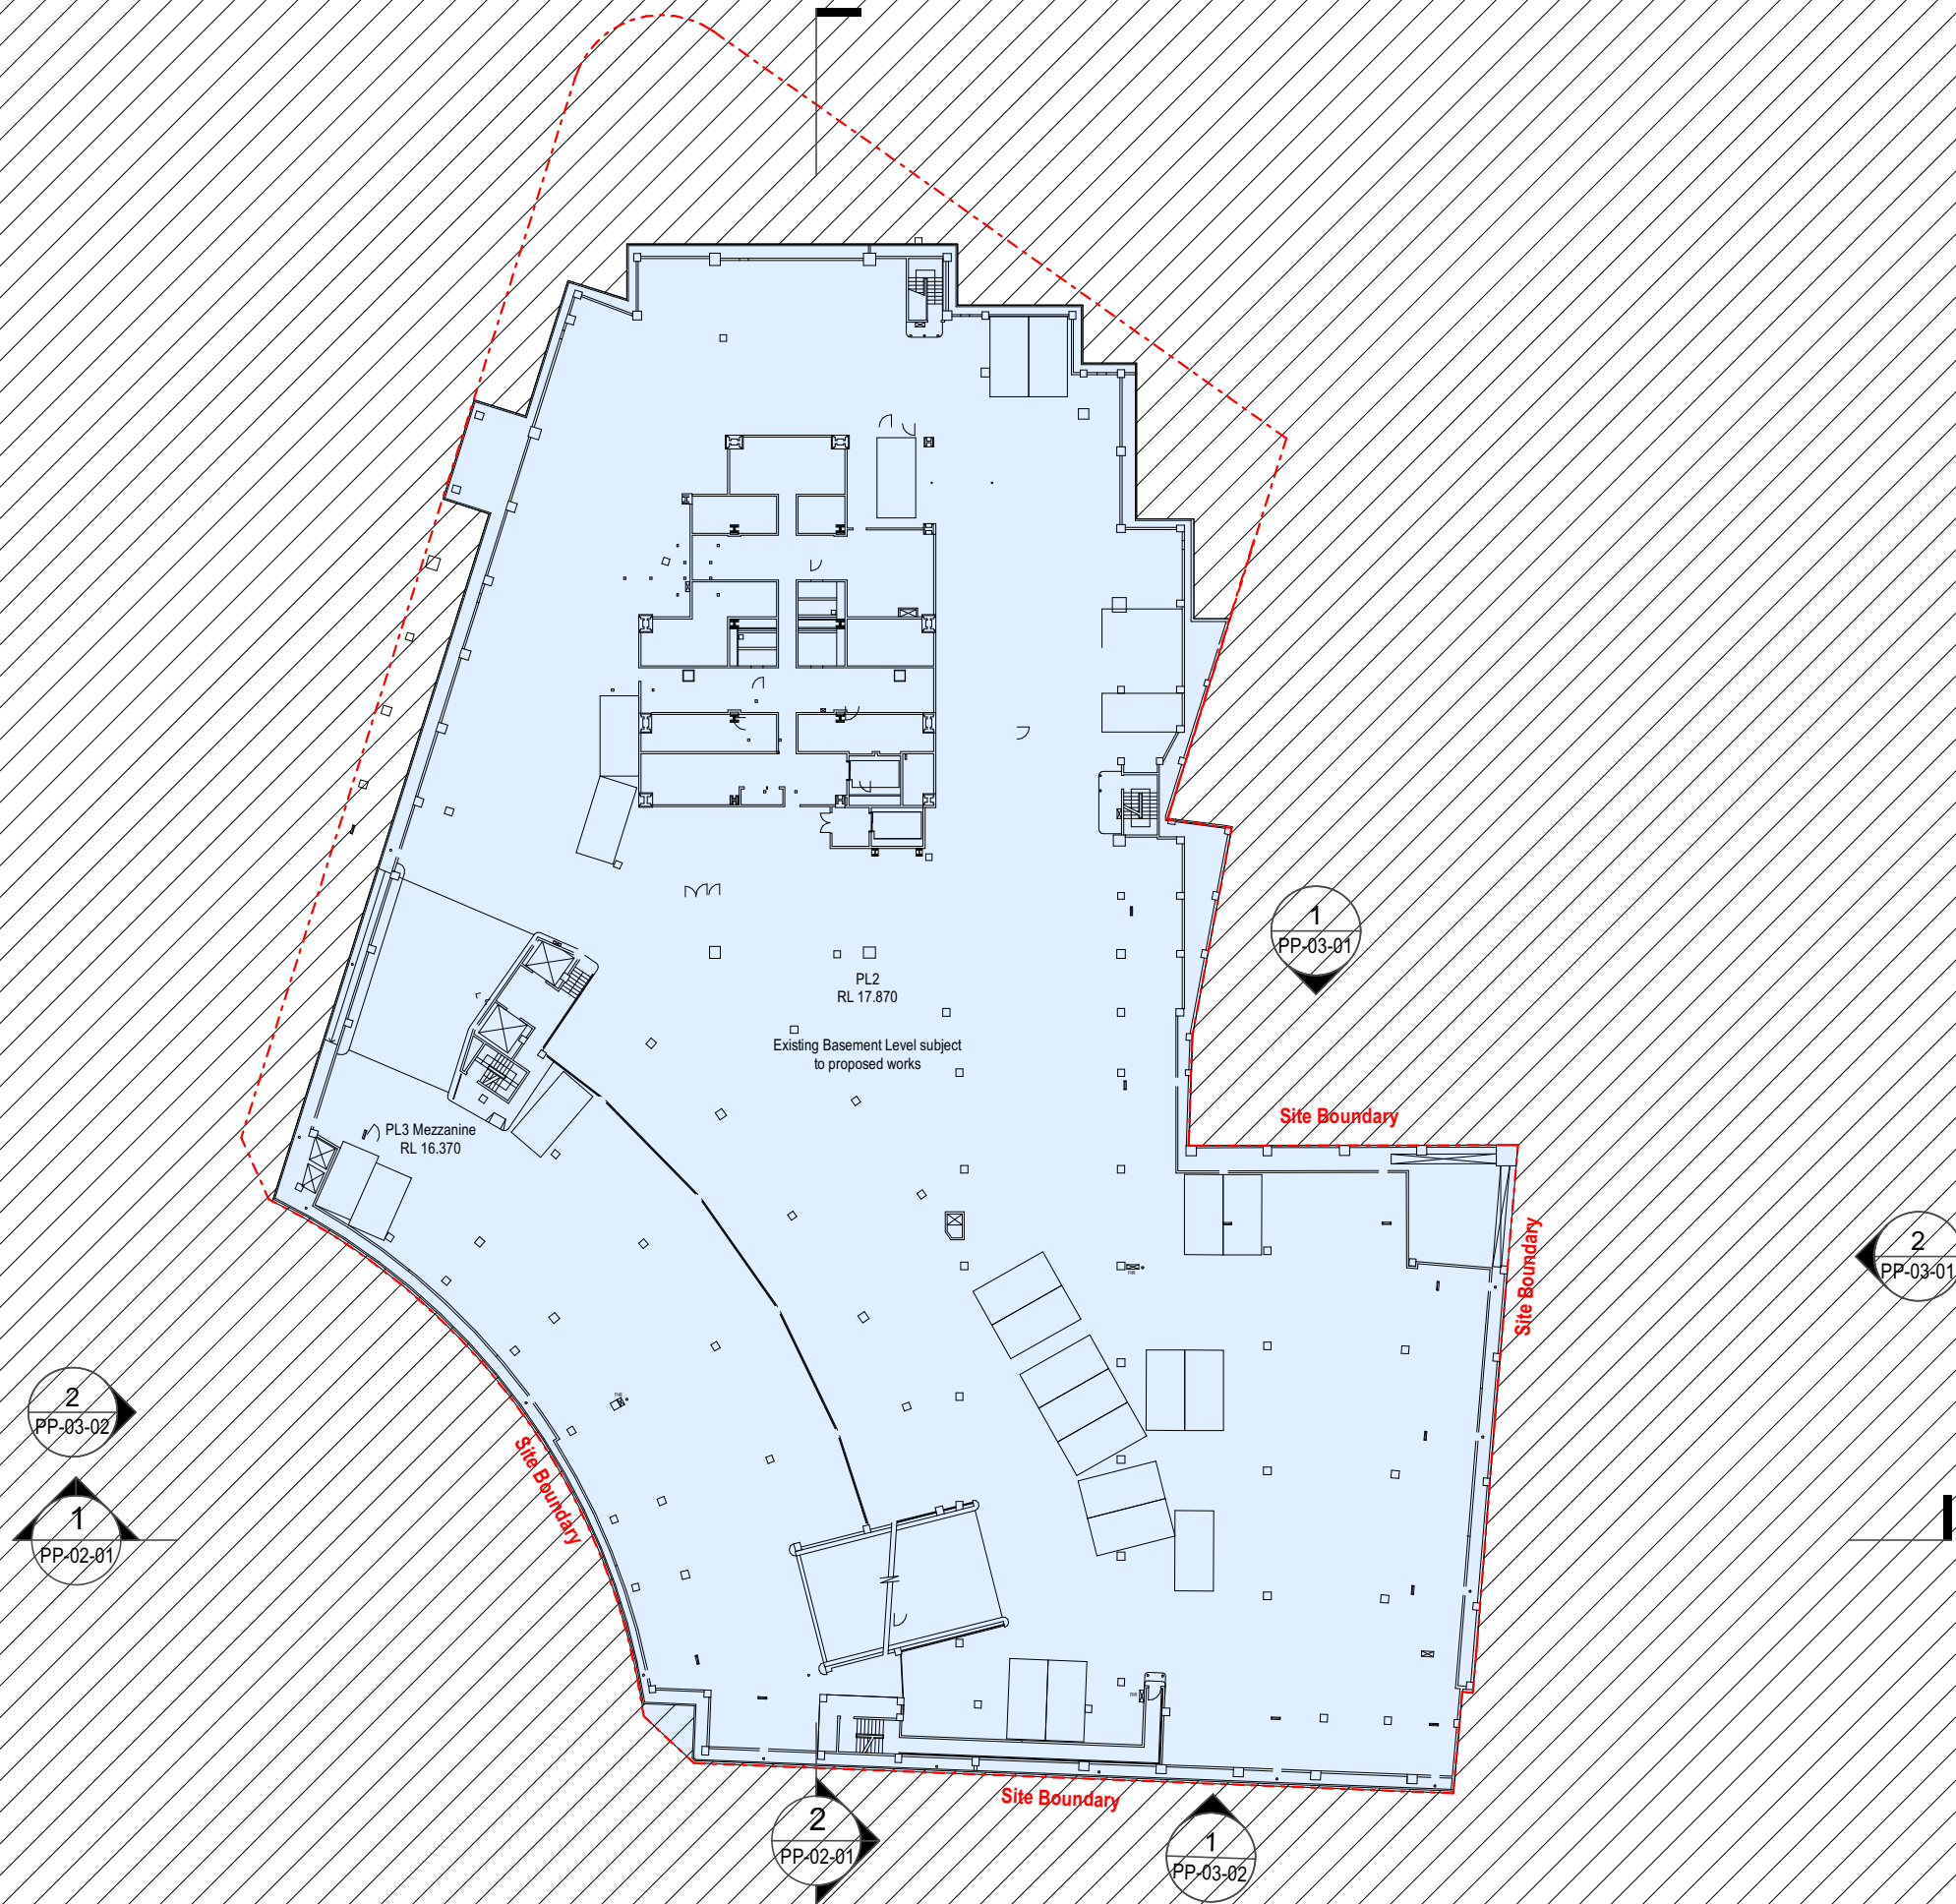 1
PP-03-01
PL2
RL 17.870
Existing Basement Level subject
to proposed works
Site Boundary
PL3 Mezzanine
RL 16.370
Site Boundary
2
PP-03-01
2
PP-03-02
Site Boundary
1
PP-02-01
Site Boundary
2
PP-02-01
1
PP-03-02